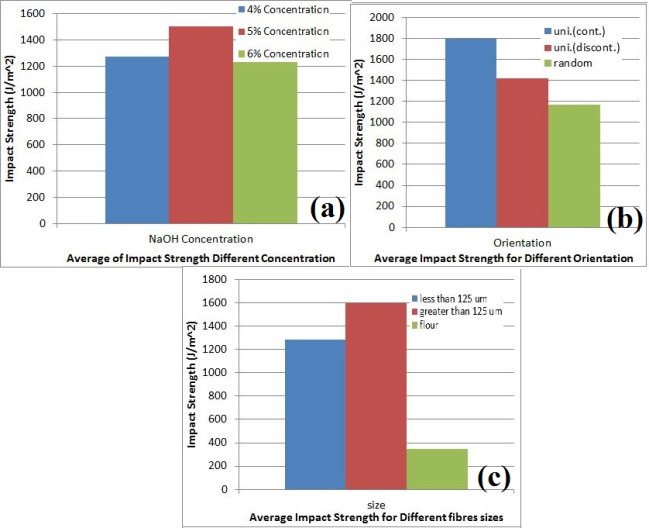 Impact Strength (J/m^2)
1600
1400
1200
1000
800
600
400
200
0
4% Concentration
5% Concentration
6% Concentration
(a)
NaOH Concentration
Average of Impact Strength Different Concentration
Impact Strength (J/m^2)
2000
1800
1600
1400
1200
1000
800
600
400
200
0
uni.(cont.)
uni.(discont.)
random
(b)
Orientation
Average Impact Strength for Different Orientation
Impact Strength (J/m^2)
1800
1600
1400
1200
1000
800
600
400
200
0
less than 125 um
greater than 125 um
flour
(c)
size
Average Impact Strength for Different fibres sizes